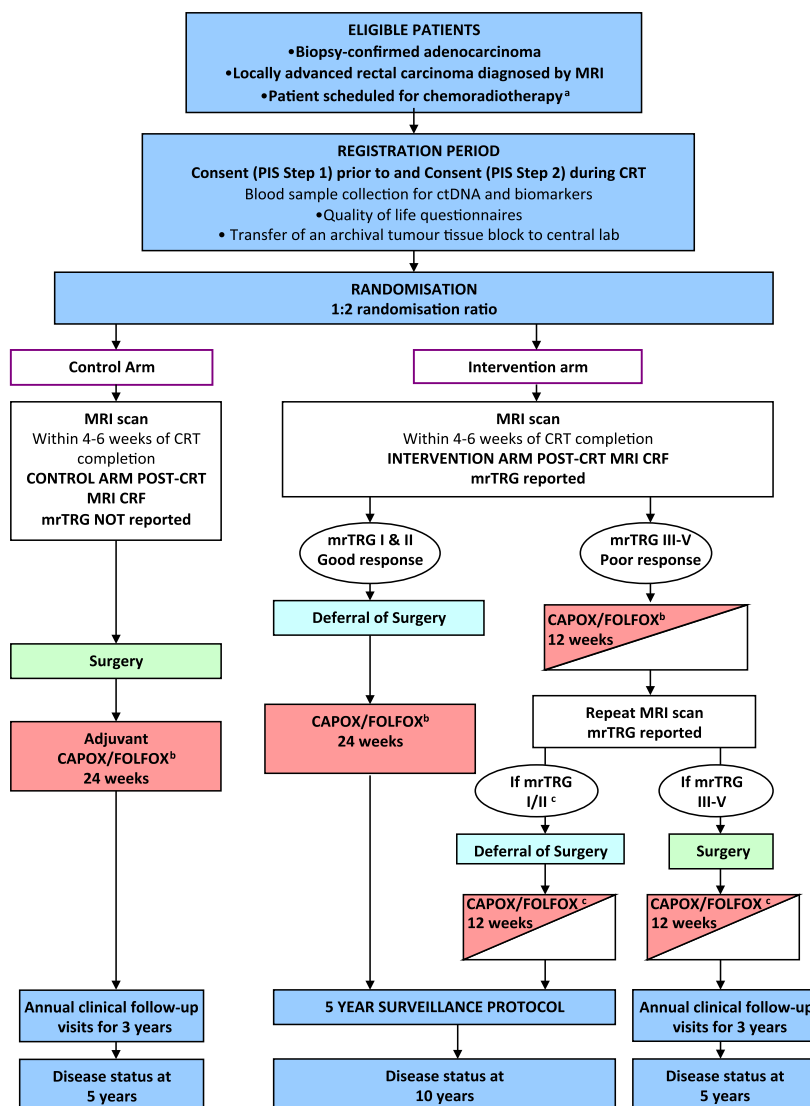 ELIGIBLE PATIENTS
•Biopsy-confirmed adenocarcinoma
•Locally advanced rectal carcinoma diagnosed by MRI
•Patient scheduled for chemoradiotherapy a
REGISTRATION PERIOD
Consent (PIS Step 1) prior to and Consent (PIS Step 2) during CRT
Blood sample collection for ctDNA and biomarkers
•Quality of life questionnaires
• Transfer of an archival tumour tissue block to central lab
RANDOMISATION
1:2 randomisation ratio
Control Arm
MRI scan
Within 4-6 weeks of CRT
completion
CONTROL ARM POST-CRT
MRI CRF
mrTRG NOT reported
Surgery
Adjuvant
CAPOX/FOLFOX b
24 weeks
Annual clinical follow-up
visits for 3 years
Disease status at
5 years
Intervention arm
MRI scan
Within 4-6 weeks of CRT completion
INTERVENTION ARM POST-CRT MRI CRF
mrTRG reported
mrTRG I & II
Good response
Deferral of Surgery
CAPOX/FOLFOX b
24 weeks
mrTRG III-V
Poor response
CAPOX/FOLFOX b
12 weeks
Repeat MRI scan
mrTRG reported
If mrTRG
I/II c
Deferral of Surgery
CAPOX/FOLFOX c
12 weeks
5 YEAR SURVEILLANCE PROTOCOL
Disease status at
10 years
If mrTRG
III-V
Surgery
CAPOX/FOLFOX c
12 weeks
Annual clinical follow-up
visits for 3 years
Disease status at
5 years